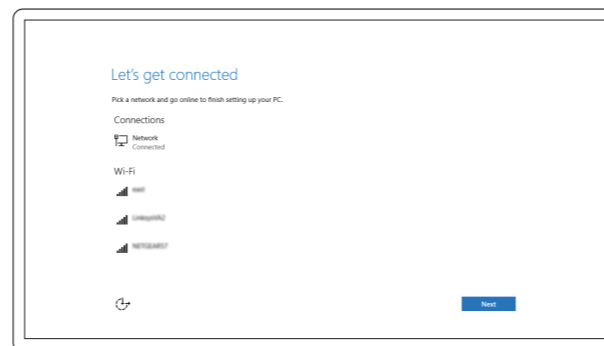 Let's get connected
Pick a network and go online to finish setting up your PC.
Connections
Network
Connected
Wi-Fi
Next